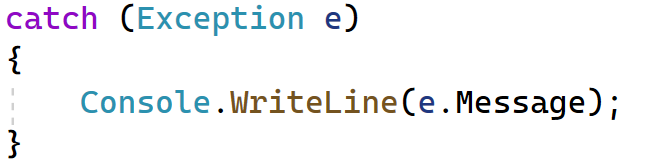 catch (Exception e)
{
    Console.WriteLine(e.Message);
}